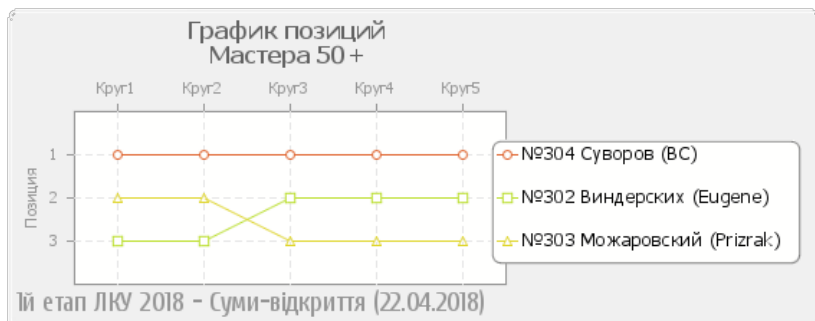 График позиций
Мастера 50+
Круг1 Круг2 Круг3 Круг4 Круг5
Позиция
1
2
3
№304 Суворов (ВС)
№302 Виндерских (Eugene)
№303 Можаровский (Prizrak)
1й етап ЛКУ 2018 - Суми-відкриття (22.04.2018)